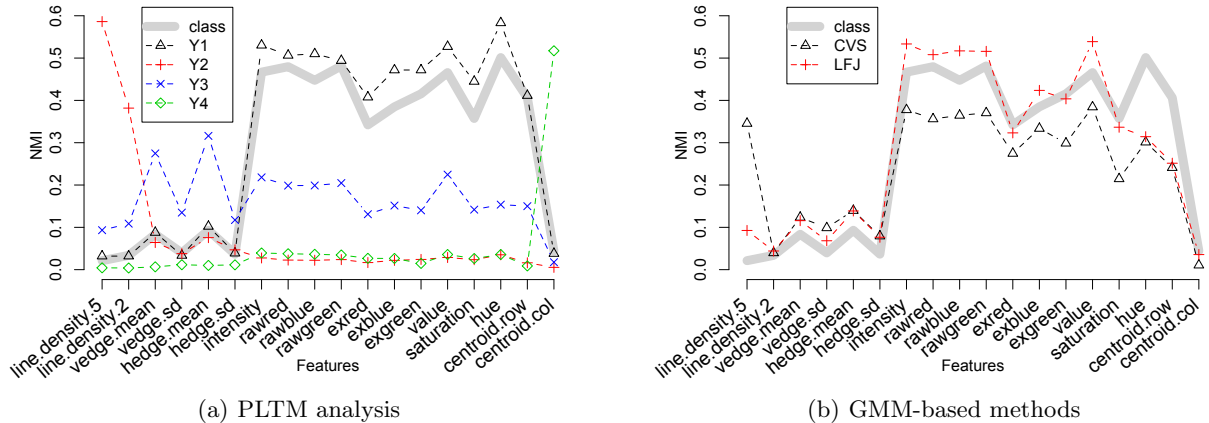 0.6
0.5
0.4
0.3
0.2
0.1
0.0
NMI
class
Y1
Y2
Y3
Y4
line.density.5
line.density.2
vedge.mean
vedge.sd
hedge.mean
hedge.sd
intensity
rawred
rawblue
rawgreen
exred
exblue
exgreen
value
saturation
hue
centroid.row
centroid.col
Features
(a) PLTM analysis
0.6
0.5
0.4
0.3
0.2
0.1
0.0
NMI
class
CVS
LFJ
line.density.5
line.density.2
vedge.mean
vedge.sd
hedge.mean
hedge.sd
intensity
rawred
rawblue
rawgreen
exred
exblue
exgreen
value
saturation
hue
centroid.row
centroid.col
Features
(b) GMM-based methods